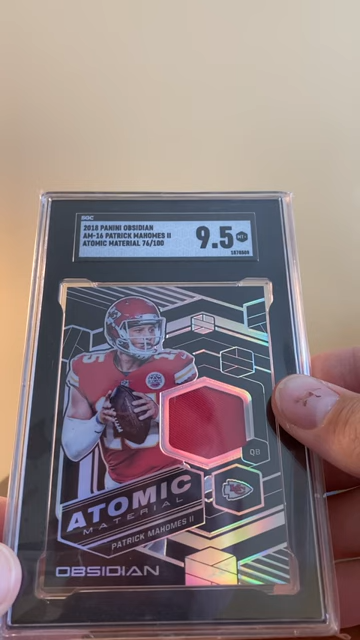 SGC
2018 PANINI OBSIDIAN
AM-16 PATRICK MAHOMES II
ATOMIC MATERIAL 76/100
9.5
QB
ATOMIC
MATERIAL
PATRICK MAHOMES II
OBSIDIAN